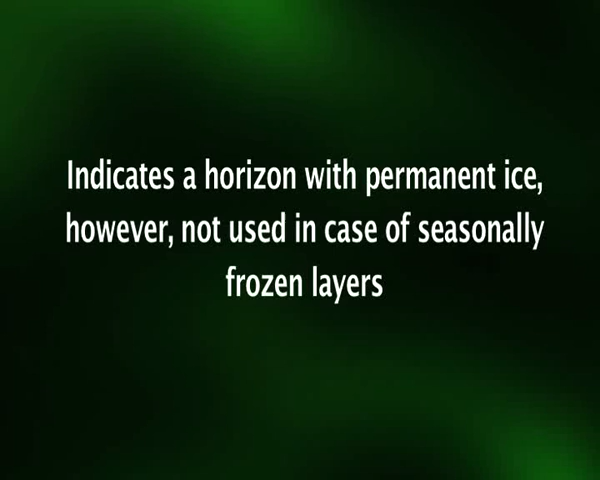 Indicates a horizon with permanent ice,
however, not used in case of seasonally
frozen layers